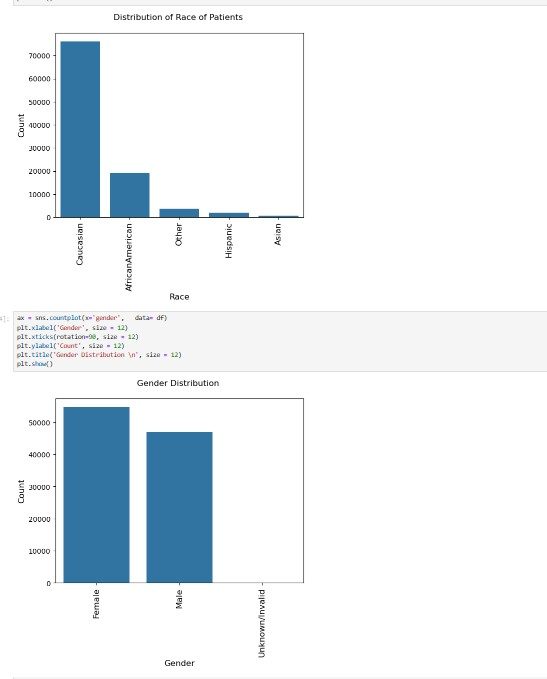 Distribution of Race of Patients
70000
60000
50000
40000
30000
20000
10000
0
Count
Caucasian
AfricanAmerican
Other
Hispanic
Asian
Race
ax = sns.countplot(x='gender', data= df)
plt.xlabel('Gender', size = 12)
plt.xticks(rotation=90, size = 12)
plt.ylabel('Count', size = 12)
plt.title('Gender Distribution \n', size = 12)
plt.show()
Gender Distribution
50000
40000
30000
20000
10000
0
Count
Female
Male
Unknown/Invalid
Gender